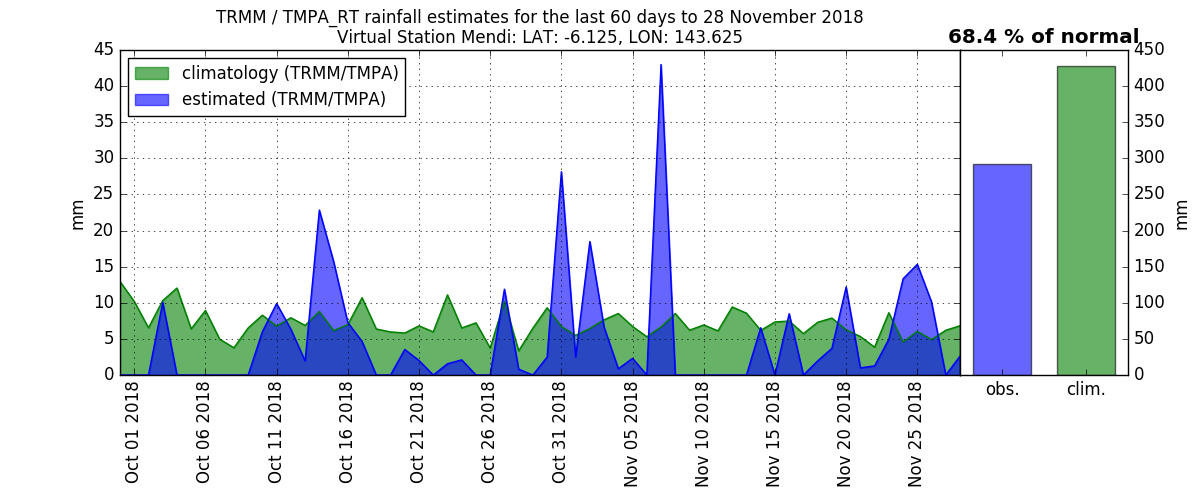 TRMM / TMPA_RT rainfall estimates for the last 60 days to 28 November 2018
Virtual Station Mendi: LAT: -6.125, LON: 143.625
68.4 % of normal
climatology (TRMM/TMPA)
estimated (TRMM/TMPA)
45
40
35
30
25
20
15
10
5
0
mm
Oct 01 2018
Oct 06 2018
Oct 11 2018
Oct 16 2018
Oct 21 2018
Oct 26 2018
Oct 31 2018
Nov 05 2018
Nov 10 2018
Nov 15 2018
Nov 20 2018
Nov 25 2018
obs.
clim.
450
400
350
300
250
200
150
100
50
0
mm